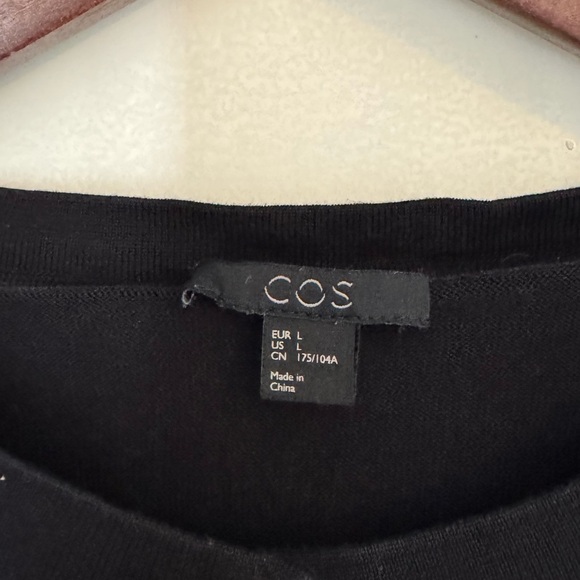 COS
EUR L
US L
CN 175/104A
Made in
China